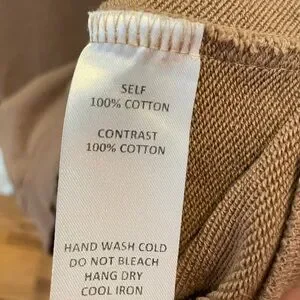 SELF
100% COTTON
CONTRAST
100% COTTON
HAND WASH COLD
DO NOT BLEACH
HANG DRY
COOL IRON